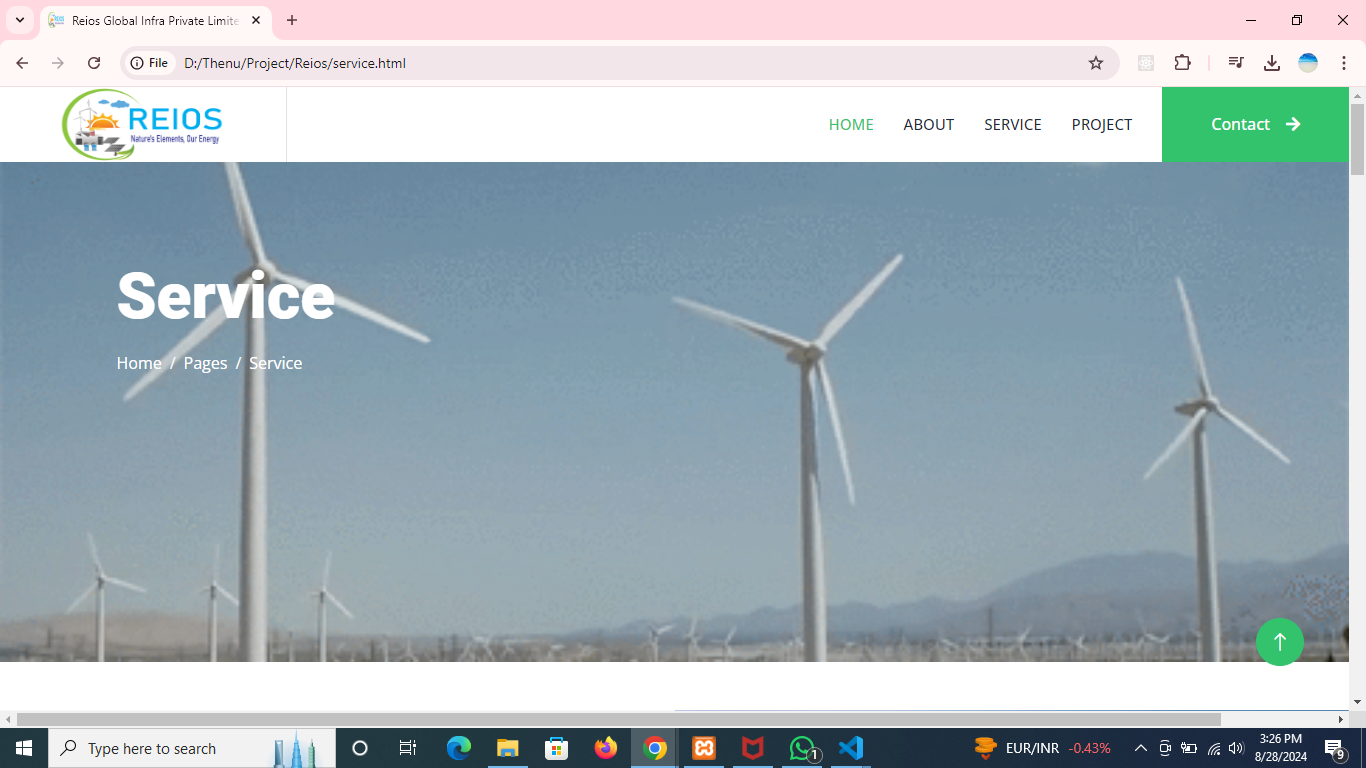 Reios Global Infra Private Limite
File
D:/Thenu/Project/Reios/service.html
REIOS
Nature's Elements, Our Energy
HOME
ABOUT
SERVICE
PROJECT
Contact
Service
Home / Pages / Service
Type here to search
1
EUR/INR -0.43%
3:26 PM
8/28/2024
9